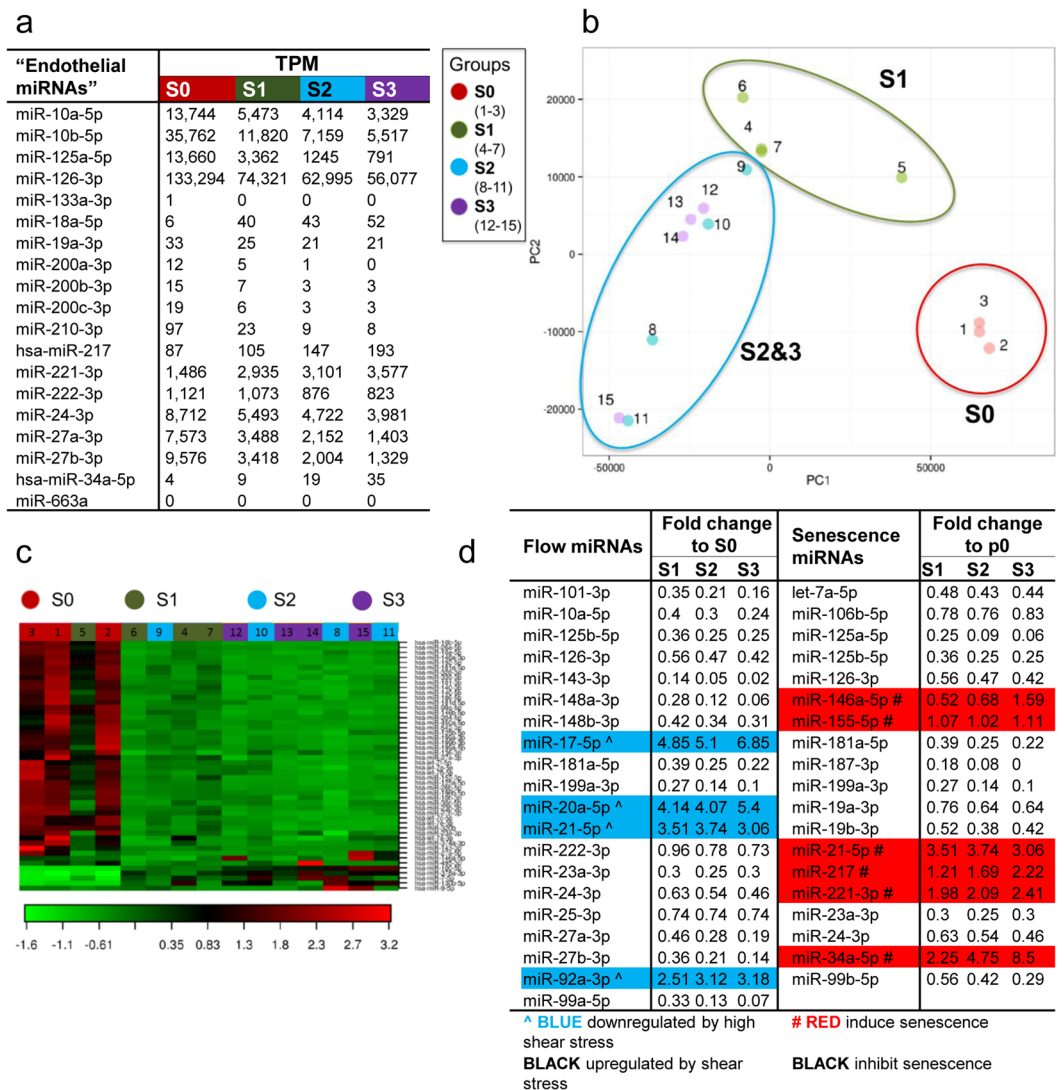 a
"Endothelial miRNAs" TPM
S0 S1 S2 S3
miR-10a-5p 13,744 5,473 4,114 3,329
miR-10b-5p 35,762 11,820 7,159 5,517
miR-125a-5p 13,660 3,362 1245 791
miR-126-3p 133,294 74,321 62,995 56,077
miR-133a-3p 1 0 0 0
miR-18a-5p 6 40 43 52
miR-19a-3p 33 25 21 21
miR-200a-3p 12 5 1 0
miR-200b-3p 15 7 3 3
miR-200c-3p 19 6 3 3
miR-210-3p 97 23 9 8
hsa-miR-217 87 105 147 193
miR-221-3p 1,486 2,935 3,101 3,577
miR-222-3p 1,121 1,073 876 823
miR-24-3p 8,712 5,493 4,722 3,981
miR-27a-3p 7,573 3,488 2,152 1,403
miR-27b-3p 9,576 3,418 2,004 1,329
hsa-miR-34a-5p 4 9 19 35
miR-663a 0 0 0 0
Groups
S0
(1-3)
S1
(4-7)
S2
(8-11)
S3
(12-15)
b
S1
6
4
7
5
9
12
13
10
14
8
15
11
S2&3
3
1
2
S0
20000
10000
0
-10000
-20000
PC2
-50000 0 50000
PC1
c
S0 S1 S2 S3
3 1 5 2 6 9 4 7 12 10 13 14 8 15 11
-1.6 -1.1 -0.61 0.35 0.83 1.3 1.8 2.3 2.7 3.2
d
Flow miRNAs Fold change to S0
S1 S2 S3
miR-101-3p 0.35 0.21 0.16
miR-10a-5p 0.4 0.3 0.24
miR-125b-5p 0.36 0.25 0.25
miR-126-3p 0.56 0.47 0.42
miR-143-3p 0.14 0.05 0.02
miR-148a-3p 0.28 0.12 0.06
miR-148b-3p 0.42 0.34 0.31
miR-17-5p ^ 4.85 5.1 6.85
miR-181a-5p 0.39 0.25 0.22
miR-199a-3p 0.27 0.14 0.1
miR-20a-5p ^ 4.14 4.07 5.4
miR-21-5p ^ 3.51 3.74 3.06
miR-222-3p 0.96 0.78 0.73
miR-23a-3p 0.3 0.25 0.3
miR-24-3p 0.63 0.54 0.46
miR-25-3p 0.74 0.74 0.74
miR-27a-3p 0.46 0.28 0.19
miR-27b-3p 0.36 0.21 0.14
miR-92a-3p ^ 2.51 3.12 3.18
miR-99a-5p 0.33 0.13 0.07
^ BLUE downregulated by high
shear stress
BLACK upregulated by shear
stress
Senescence miRNAs Fold change to p0
S1 S2 S3
let-7a-5p 0.48 0.43 0.44
miR-106b-5p 0.78 0.76 0.83
miR-125a-5p 0.25 0.09 0.06
miR-125b-5p 0.36 0.25 0.25
miR-126-3p 0.56 0.47 0.42
miR-146a-5p # 0.52 0.68 1.59
miR-155-5p # 1.07 1.02 1.11
miR-181a-5p 0.39 0.25 0.22
miR-187-3p 0.18 0.08 0
miR-199a-3p 0.27 0.14 0.1
miR-19a-3p 0.76 0.64 0.64
miR-19b-3p 0.52 0.38 0.42
miR-21-5p # 3.51 3.74 3.06
miR-217 # 1.21 1.69 2.22
miR-221-3p # 1.98 2.09 2.41
miR-23a-3p 0.3 0.25 0.3
miR-24-3p 0.63 0.54 0.46
miR-34a-5p # 2.25 4.75 8.5
miR-99b-5p 0.56 0.42 0.29
# RED induce senescence
BLACK inhibit senescence